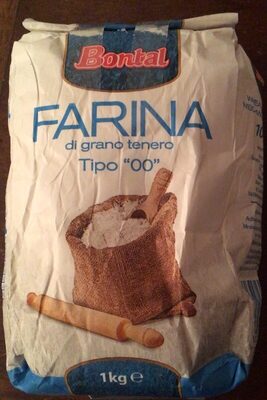 Bontal
FARINA
di grano tenero
Tipo "00"
1kg ℮